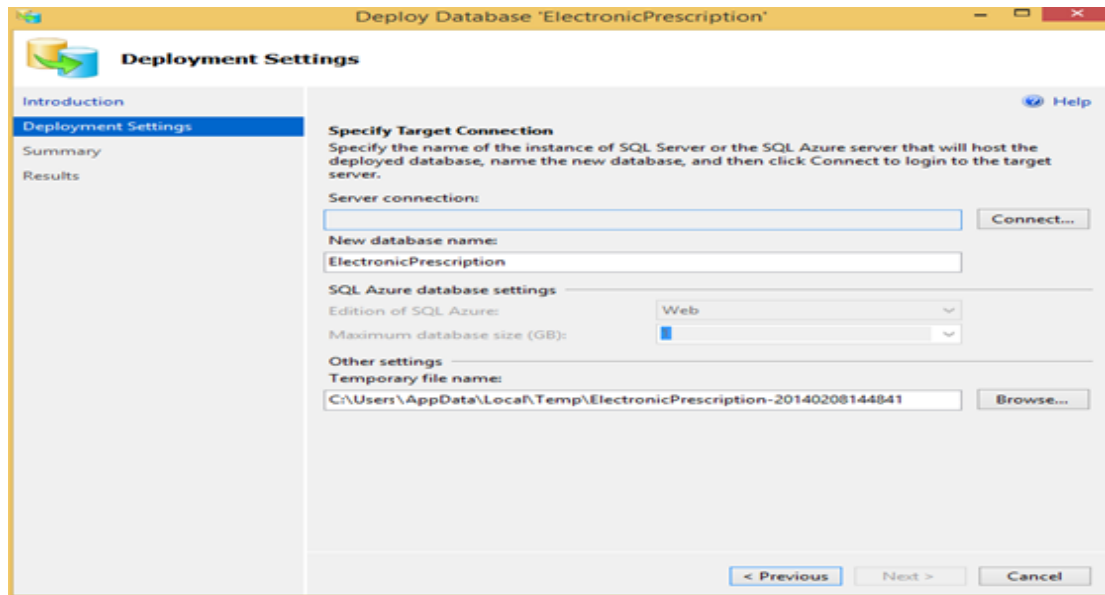 Deploy Database 'ElectronicPrescription'
Deployment Settings
Introduction
Deployment Settings
Summary
Results
Help
Specify Target Connection
Specify the name of the instance of SQL Server or the SQL Azure server that will host the
deployed database, name the new database, and then click Connect to login to the target
server.
Server connection:
Connect...
New database name:
ElectronicPrescription
SQL Azure database settings
Edition of SQL Azure:
Web
Maximum database size (GB):
Other settings
Temporary file name:
C:\Users\AppData\Local\Temp\ElectronicPrescription-20140208144841
Browse...
< Previous
Next >
Cancel